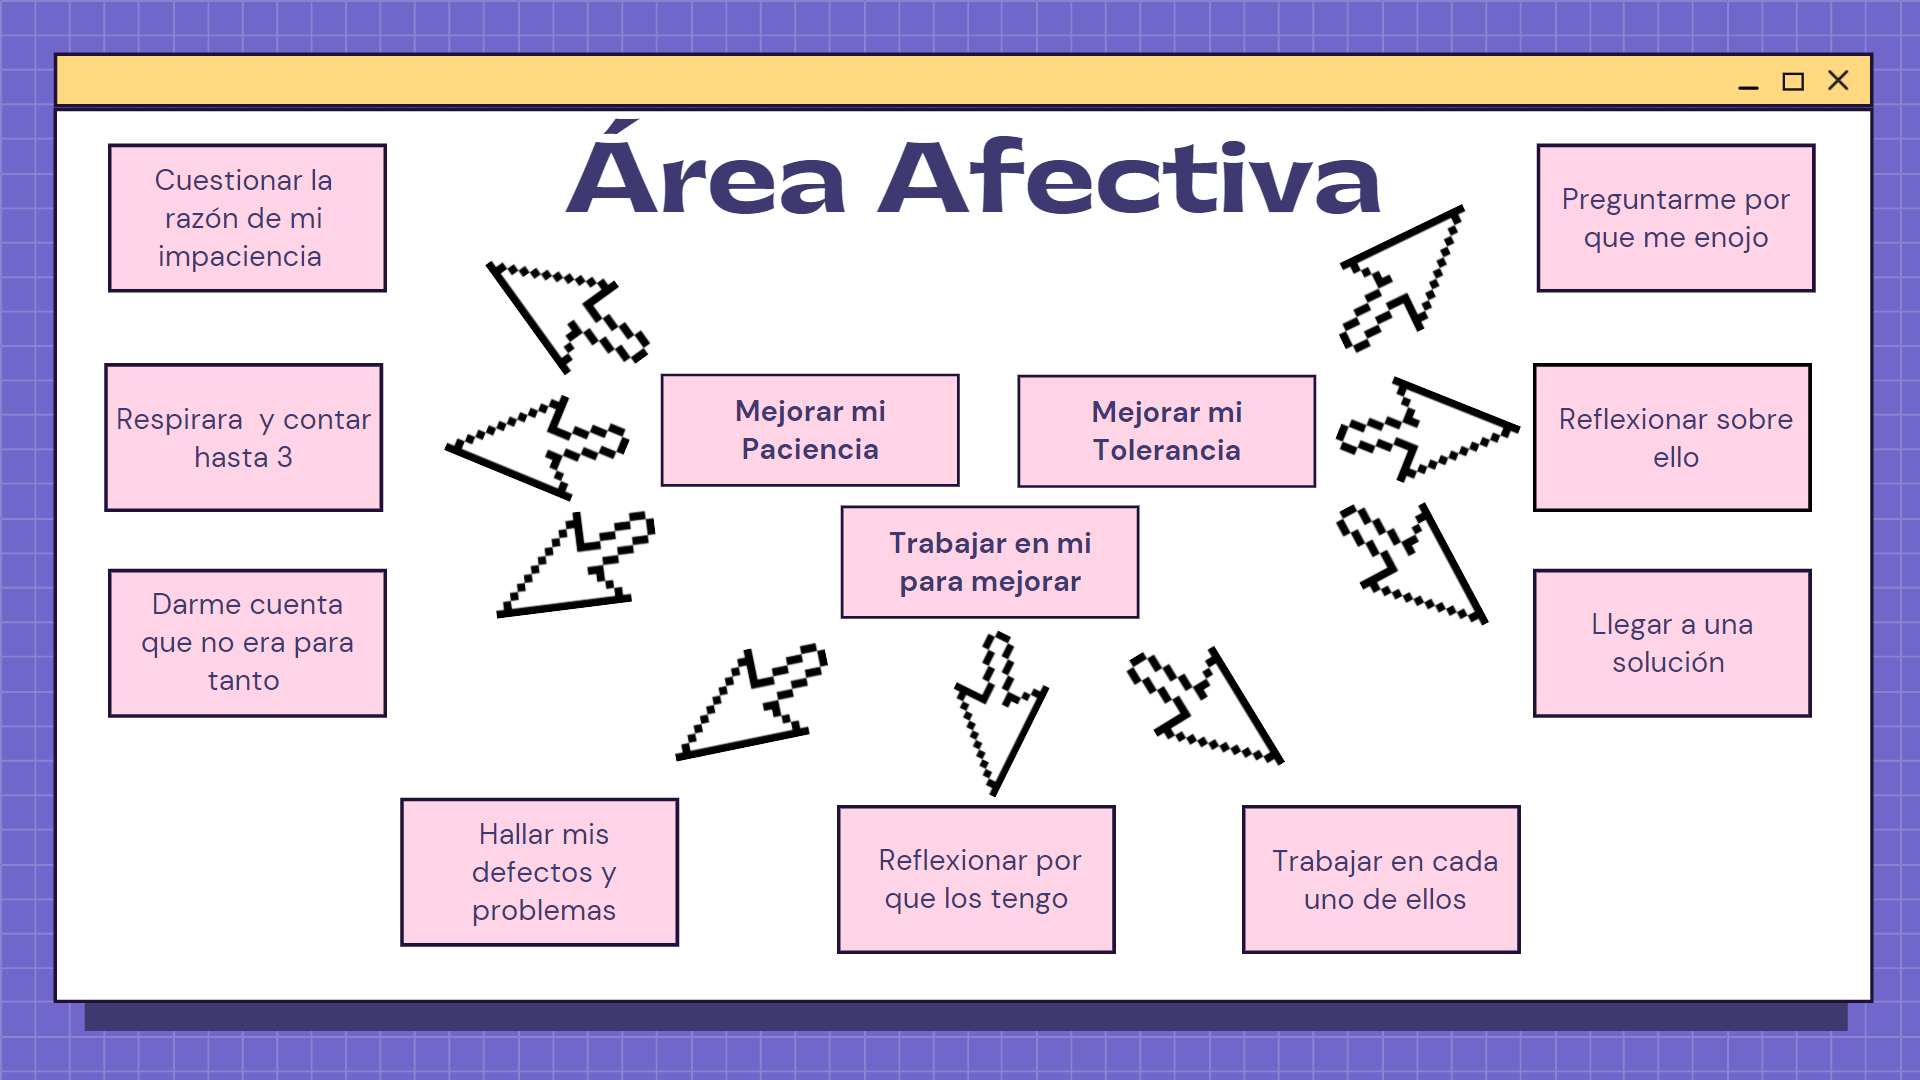 Área Afectiva
Cuestionar la
razón de mi
impaciencia
Preguntarme por
que me enojo
Respirara  y contar
hasta 3
Mejorar mi
Paciencia
Mejorar mi
Tolerancia
Reflexionar sobre
ello
Trabajar en mi
para mejorar
Darme cuenta
que no era para
tanto
Llegar a una
solución
Hallar mis
defectos y
problemas
Reflexionar por
que los tengo
Trabajar en cada
uno de ellos